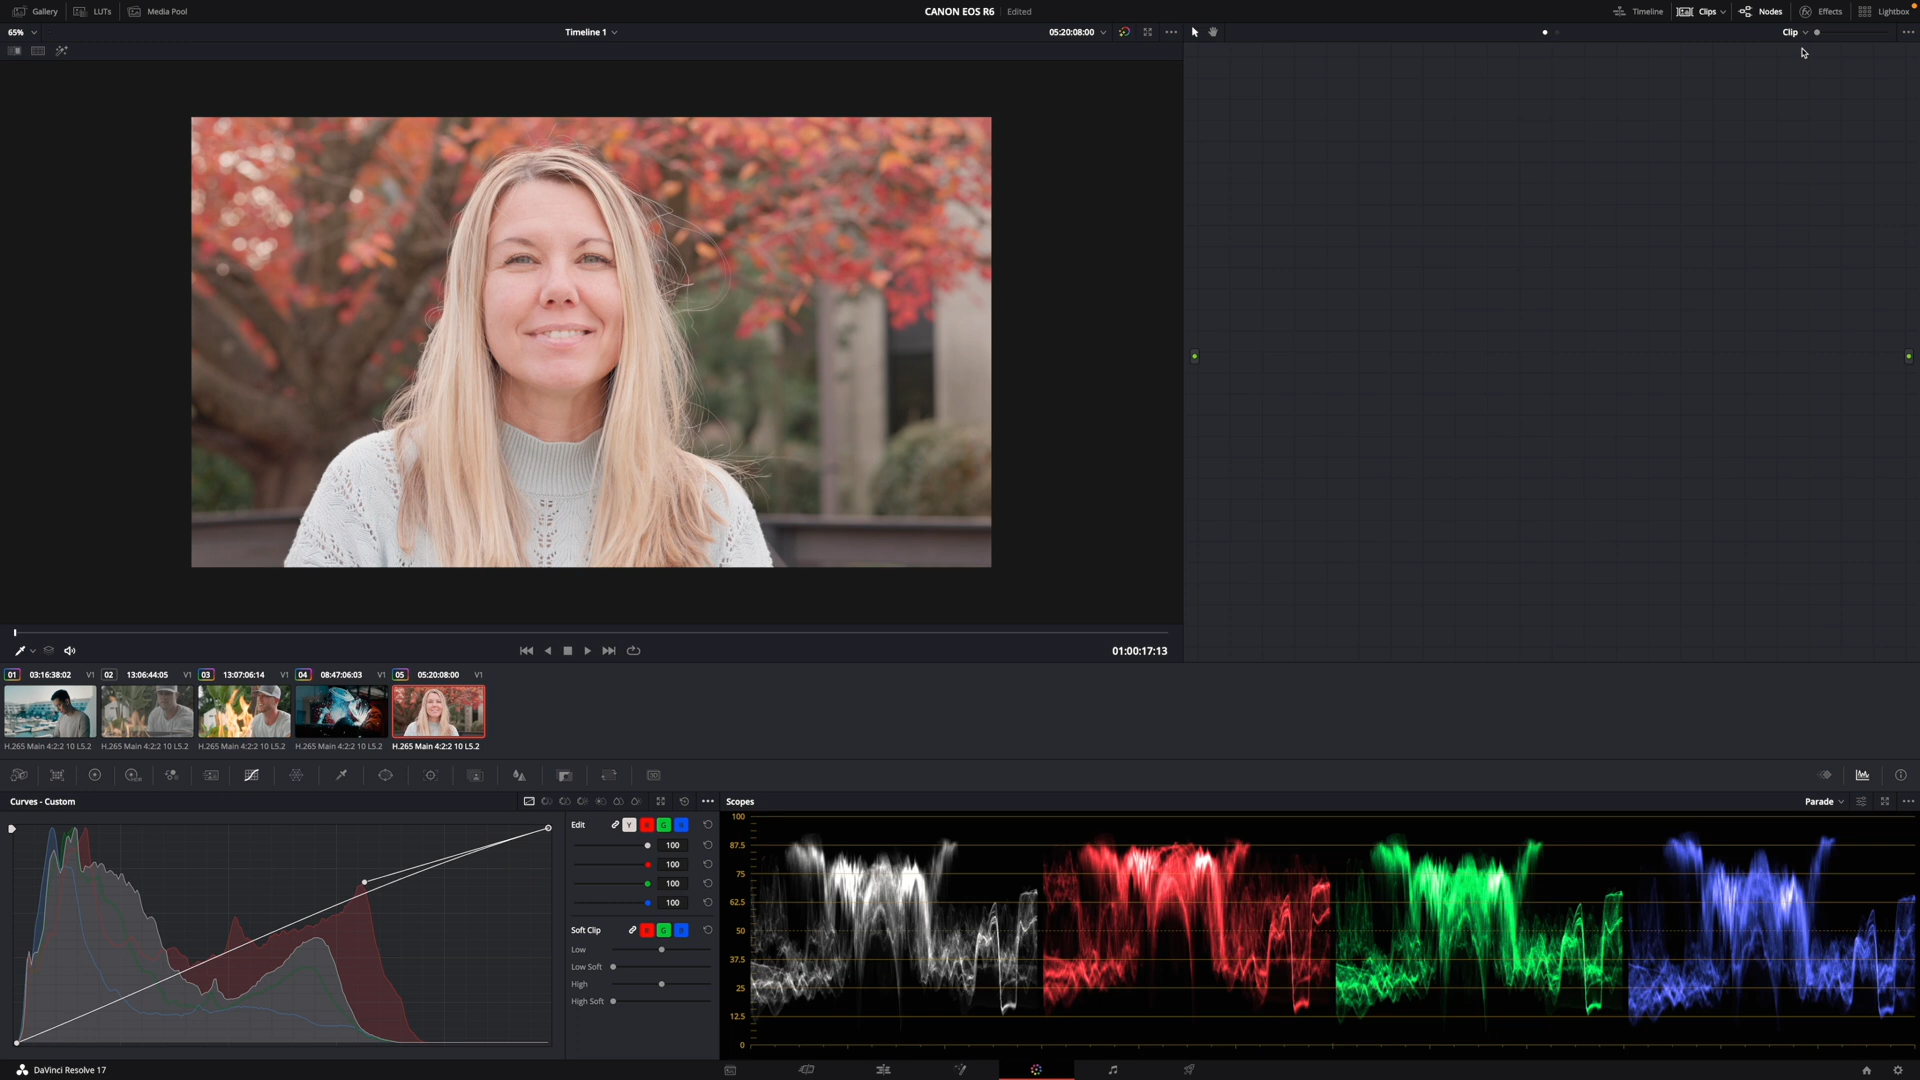 Gallery LUTs Media Pool CANON EOS R6 Edited Timeline Clips Nodes Effects Lightbox
65% Timeline 1 05:20:08:00 Clip
01:00:17:13
01 03:16:38:02 V1 02 13:06:44:05 V1 03 13:07:06:14 V1 04 08:47:06:03 V1 05 05:20:08:00 V1
H.265 Main 4:2:2 10 L5.2 H.265 Main 4:2:2 10 L5.2 H.265 Main 4:2:2 10 L5.2 H.265 Main 4:2:2 10 L5.2 H.265 Main 4:2:2 10 L5.2
Curves - Custom
Edit Y R G B
100
100
100
100
Soft Clip R G B
Low
Low Soft
High
High Soft
Scopes Parade
100
87.5
75
62.5
50
37.5
25
12.5
0
DaVinci Resolve 17